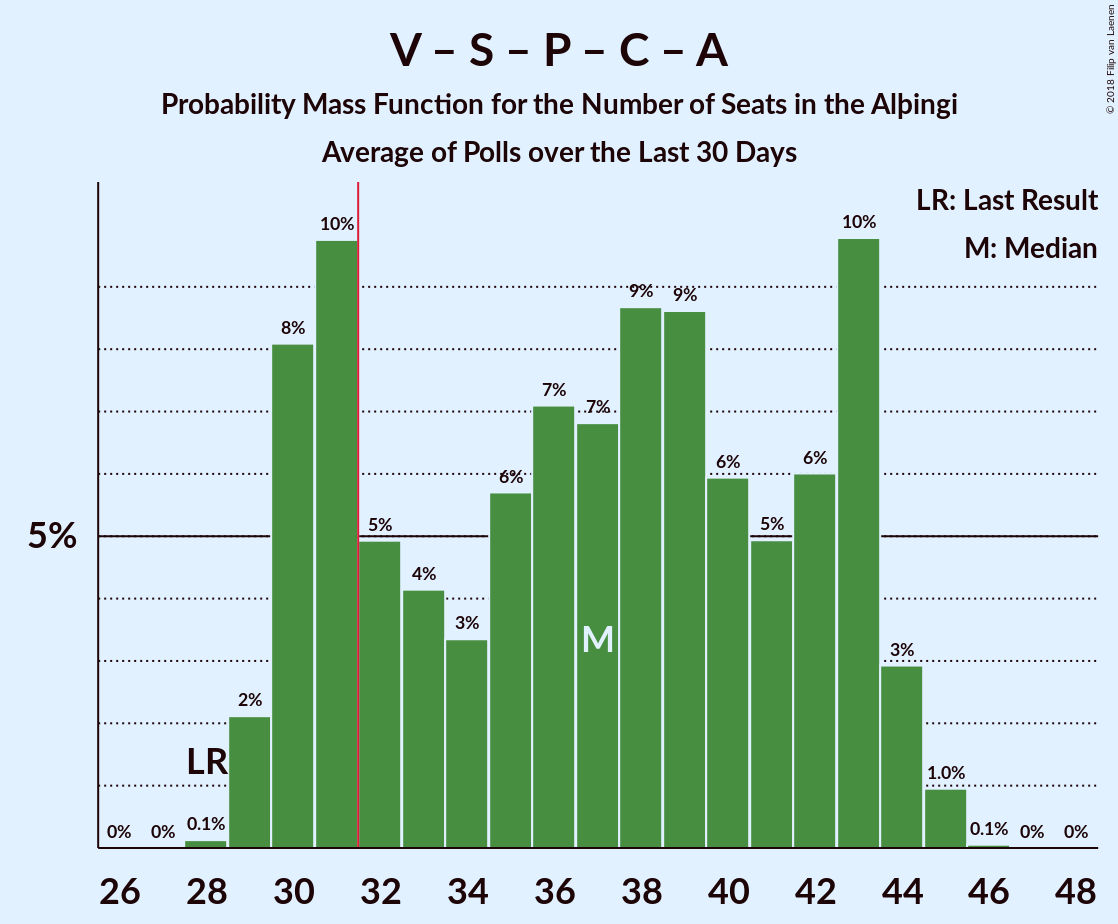 V – S – P – C – A
Probability Mass Function for the Number of Seats in the Alþingi
Average of Polls over the Last 30 Days
© 2018 Filip van Laenen
LR: Last Result
M: Median
5%
0% 0% 0.1% 2% 8% 10% 5% 4% 3% 6% 7% 7% 9% 9% 6% 5% 6% 10% 3% 1.0% 0.1% 0% 0%
LR
M
26 28 30 32 34 36 38 40 42 44 46 48